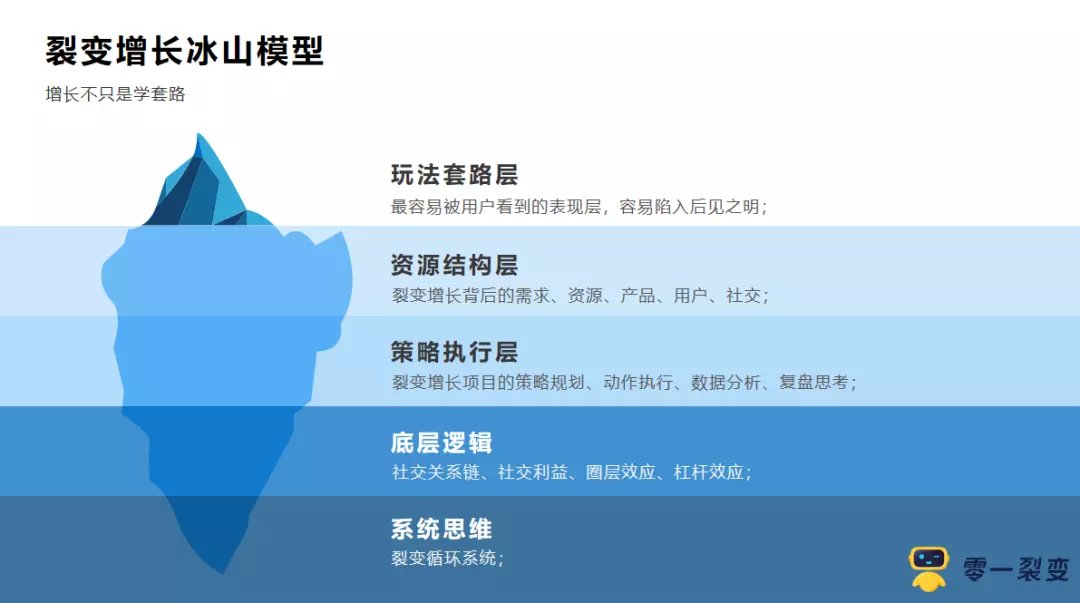 裂变增长冰山模型
增长不只是学套路
玩法套路层
最容易被用户看到的表现层，容易陷入后见之明；
资源结构层
裂变增长背后的需求、资源、产品、用户、社交；
策略执行层
裂变增长项目的策略规划、动作执行、数据分析、复盘思考；
底层逻辑
社交关系链、社交利益、圈层效应、杠杆效应；
系统思维
裂变循环系统；
零一裂变